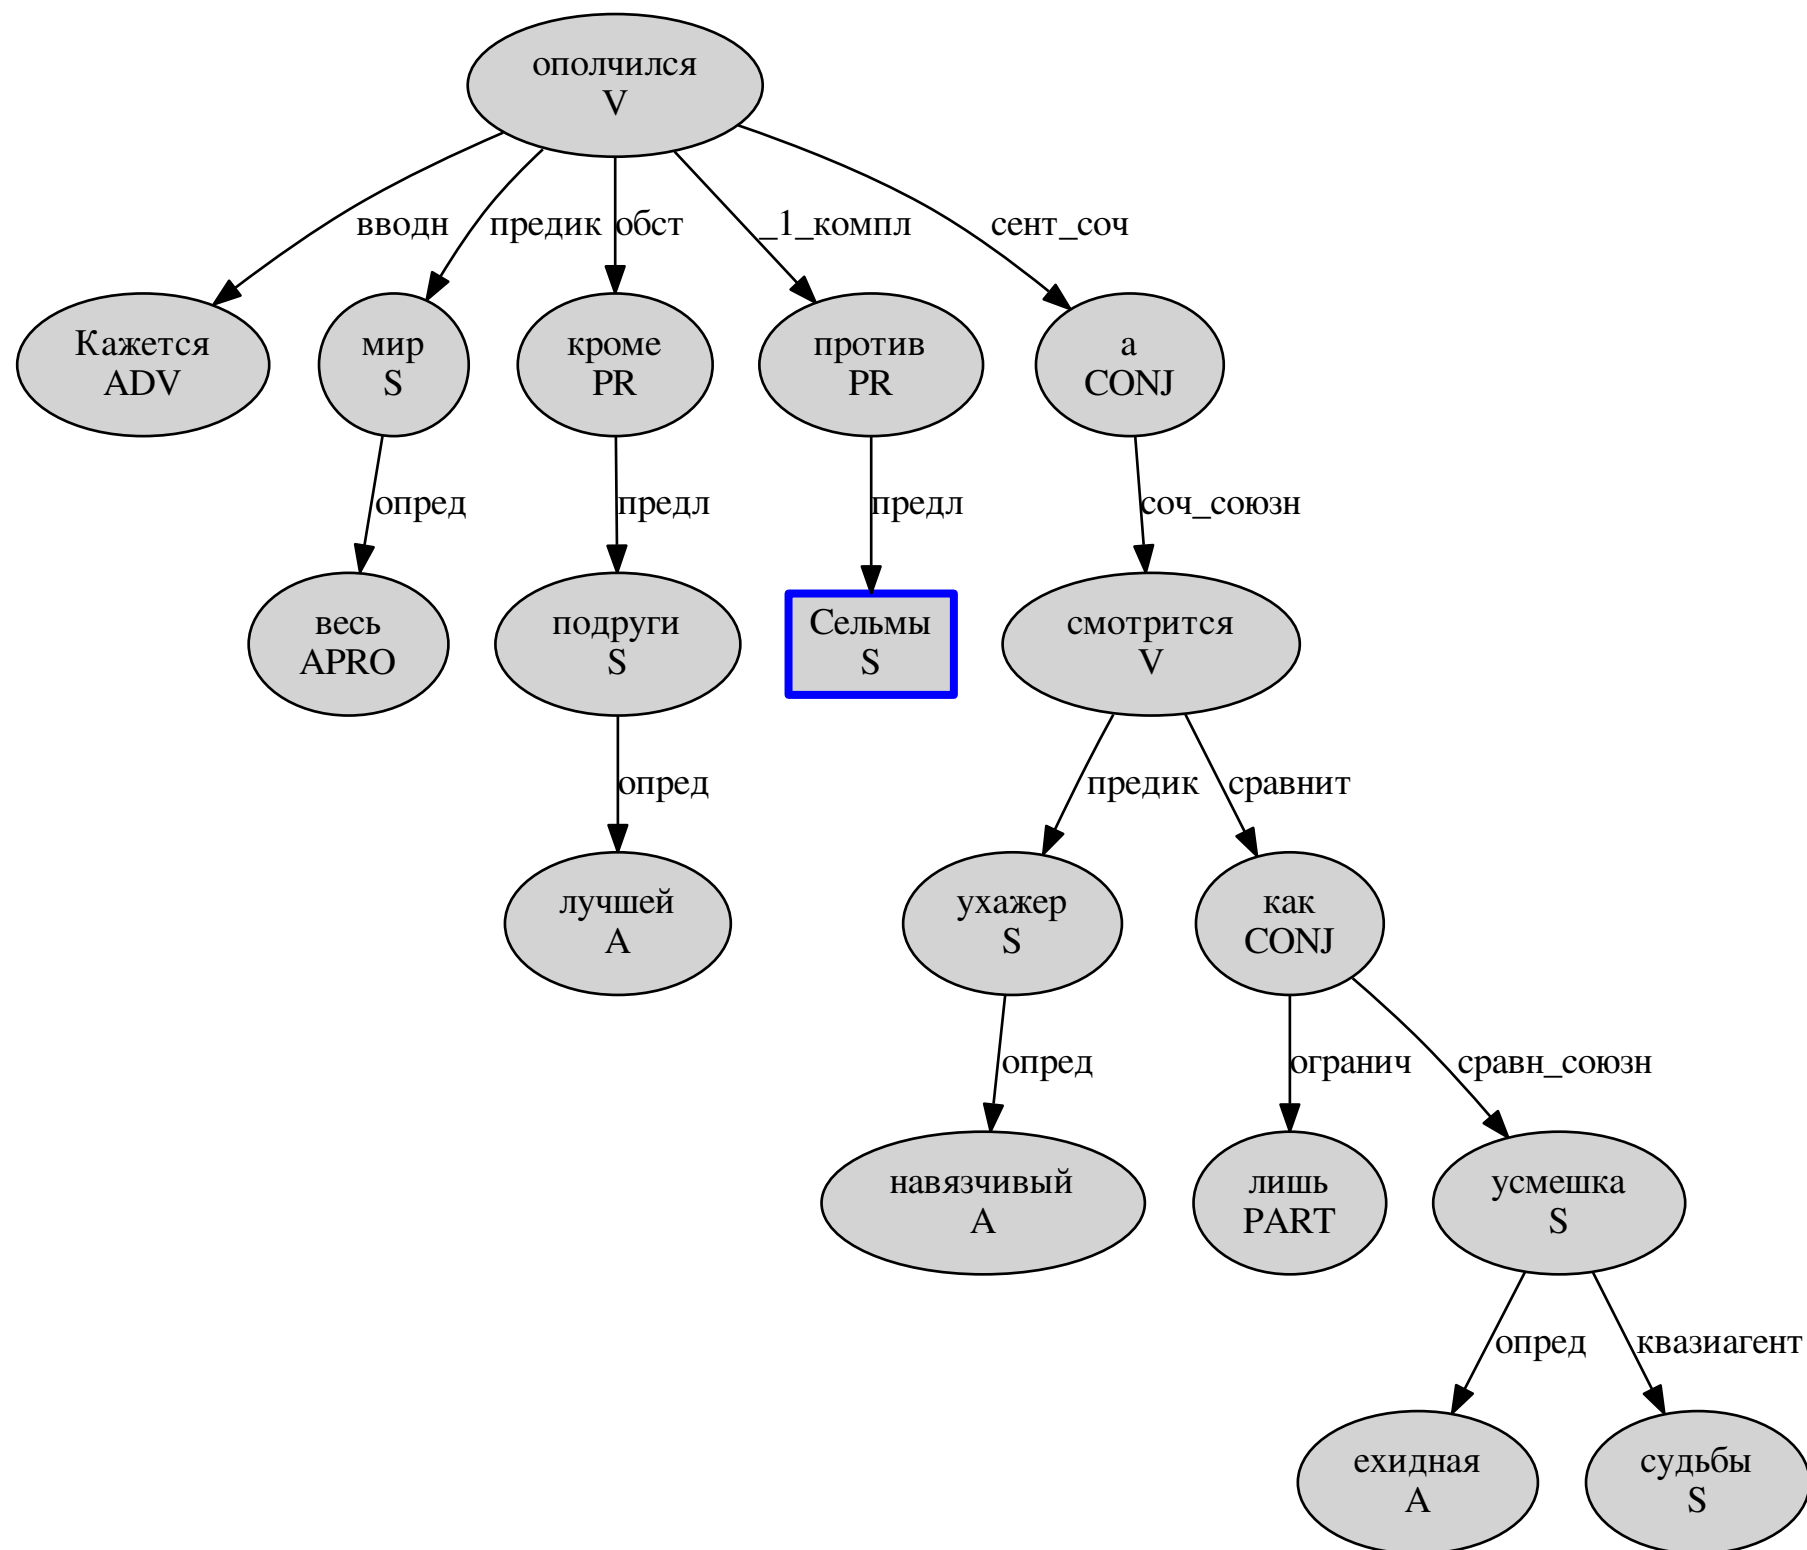 ополчился
V
вводн
предик
обст
_1_компл
сент_соч
Кажется
ADV
мир
S
кроме
PR
против
PR
а
CONJ
опред
предл
предл
соч_союзн
весь
APRO
подруги
S
Сельмы
S
смотрится
V
опред
предик
сравнит
лучшей
A
ухажер
S
как
CONJ
опред
огранич
сравн_союзн
навязчивый
A
лишь
PART
усмешка
S
опред
квазиагент
ехидная
A
судьбы
S